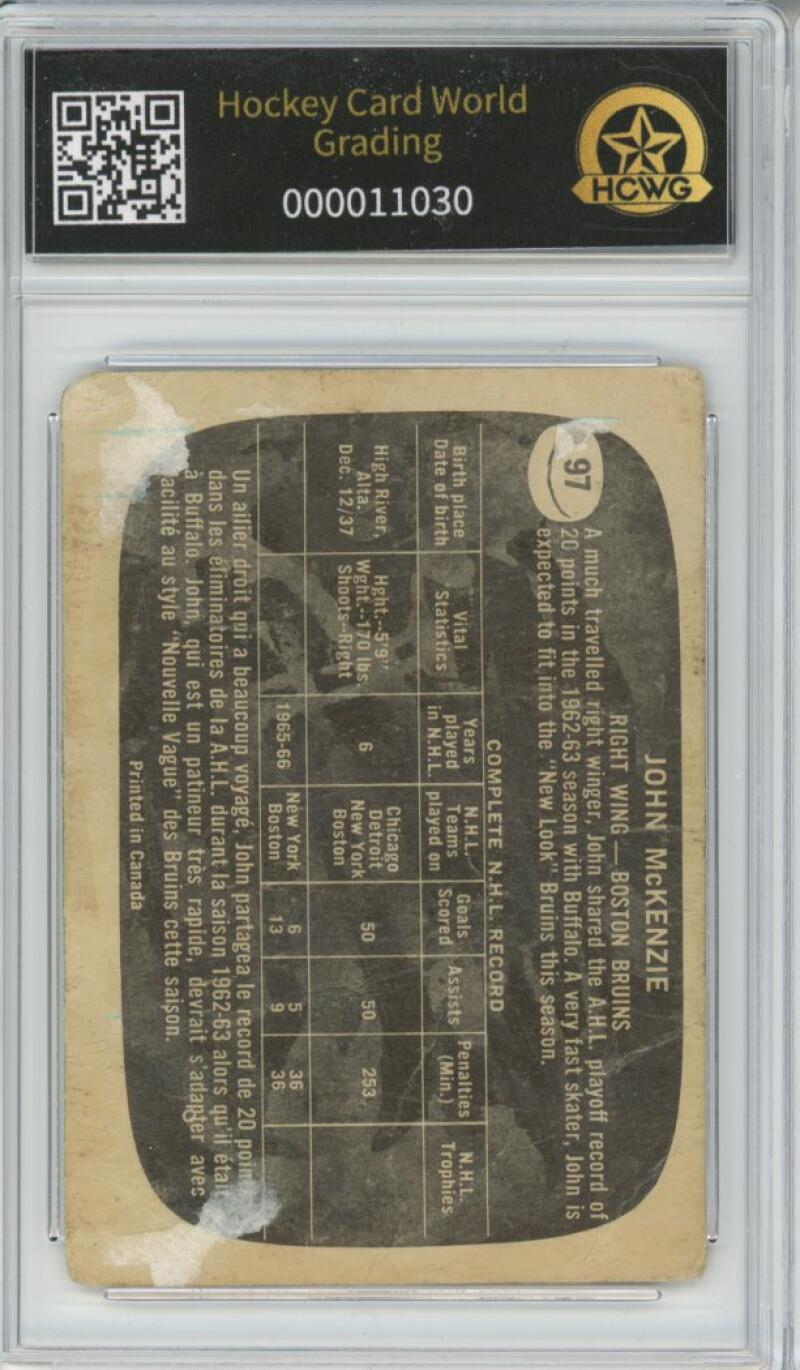 Hockey Card World
Grading
000011030
HCWG
97
JOHN McKENZIE
RIGHT WING — BOSTON BRUINS
A much travelled right winger, John shared the A.H.L. playoff record of
20 points in the 1962-63 season with Buffalo. A very fast skater, John is
expected to fit into the "New Look" Bruins this season.
COMPLETE N.H.L. RECORD
Birth place
Date of birth
Vital
Statistics
Years
played
in N.H.L.
N.H.L.
Teams
played on
Goals
Scored
Assists
Penalties
(Min.)
N.H.L.
Trophies
High River,
Alta.
Dec. 12/37
Hght.--5'9"
Wght.--170 lbs.
Shoots--Right
6
Chicago
Detroit
New York
Boston
50
50
253
1965-66
New York
Boston
6
13
5
9
36
36
Un ailier droit qui a beaucoup voyagé, John partagea le record de 20 poin
dans les éliminatoires de la A.H.L. durant la saison 1962-63 alors qu'il éta
à Buffalo. John, qui est un patineur très rapide, devrait s'adapter avec
acilité au style "Nouvelle Vague" des Bruins cette saison.
Printed in Canada